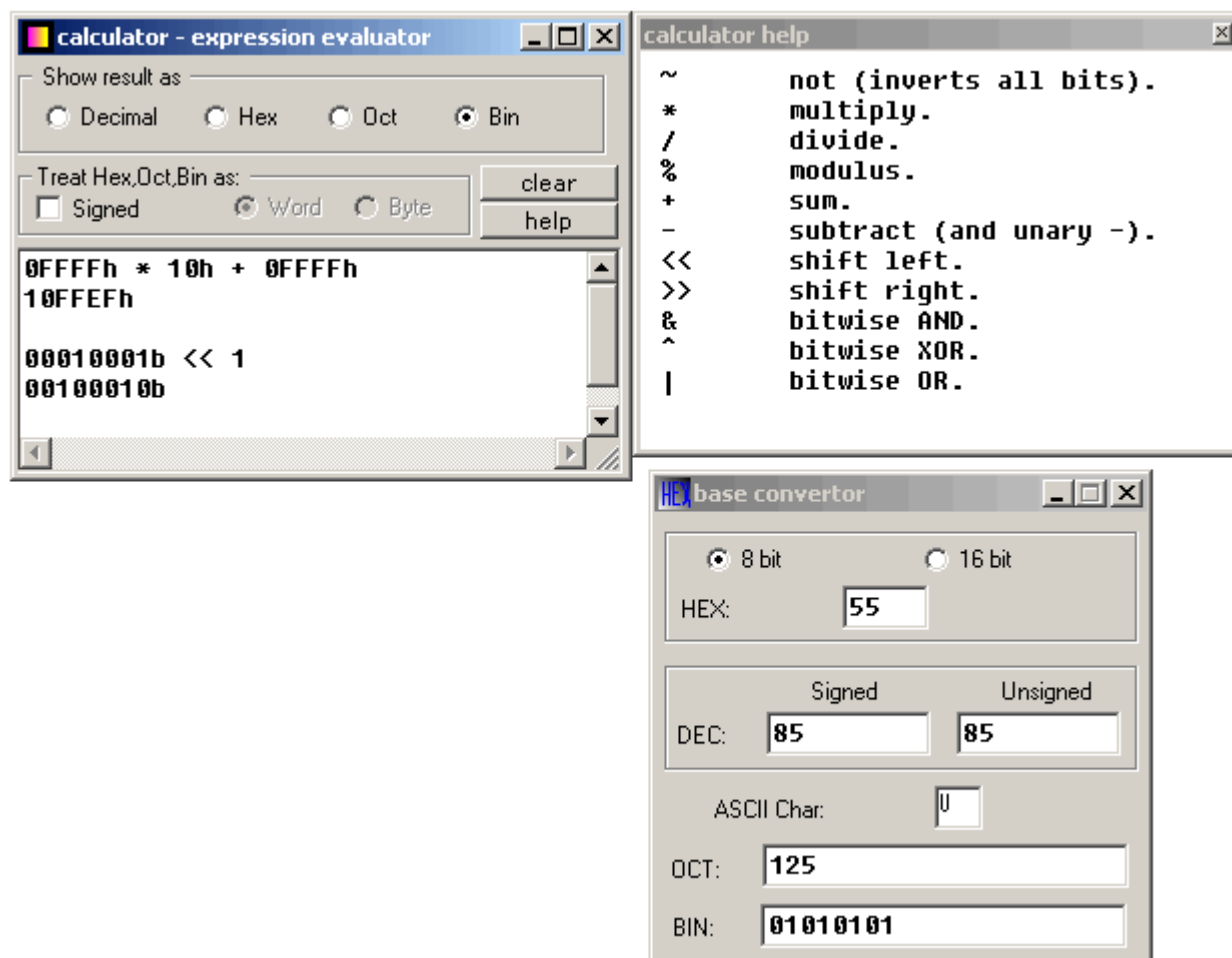 calculator - expression evaluator
Show result as
Decimal Hex Oct Bin
Treat Hex,Oct,Bin as:
Signed Word Byte
clear
help
0FFFFh * 10h + 0FFFFh
10FFEFh
00010001b << 1
00100010b
calculator help
~ not (inverts all bits).
* multiply.
/ divide.
% modulus.
+ sum.
- subtract (and unary -).
<< shift left.
>> shift right.
& bitwise AND.
^ bitwise XOR.
| bitwise OR.
HEX base convertor
8 bit 16 bit
HEX: 55
Signed Unsigned
DEC: 85 85
ASCII Char: U
OCT: 125
BIN: 01010101